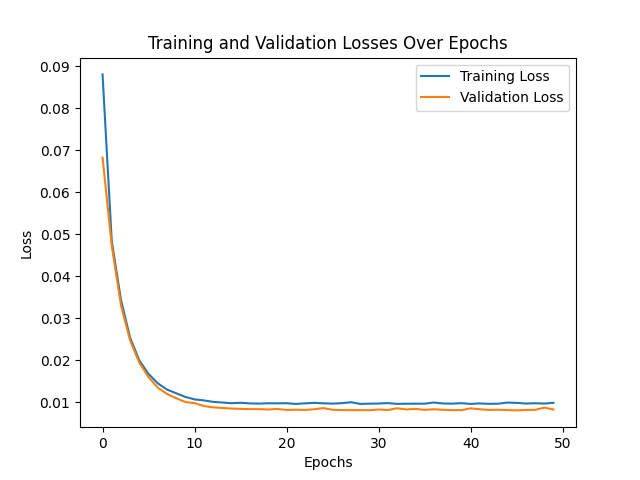 Training and Validation Losses Over Epochs
Training Loss
Validation Loss
0.09
0.08
0.07
0.06
0.05
0.04
0.03
0.02
0.01
Loss
0 10 20 30 40 50
Epochs